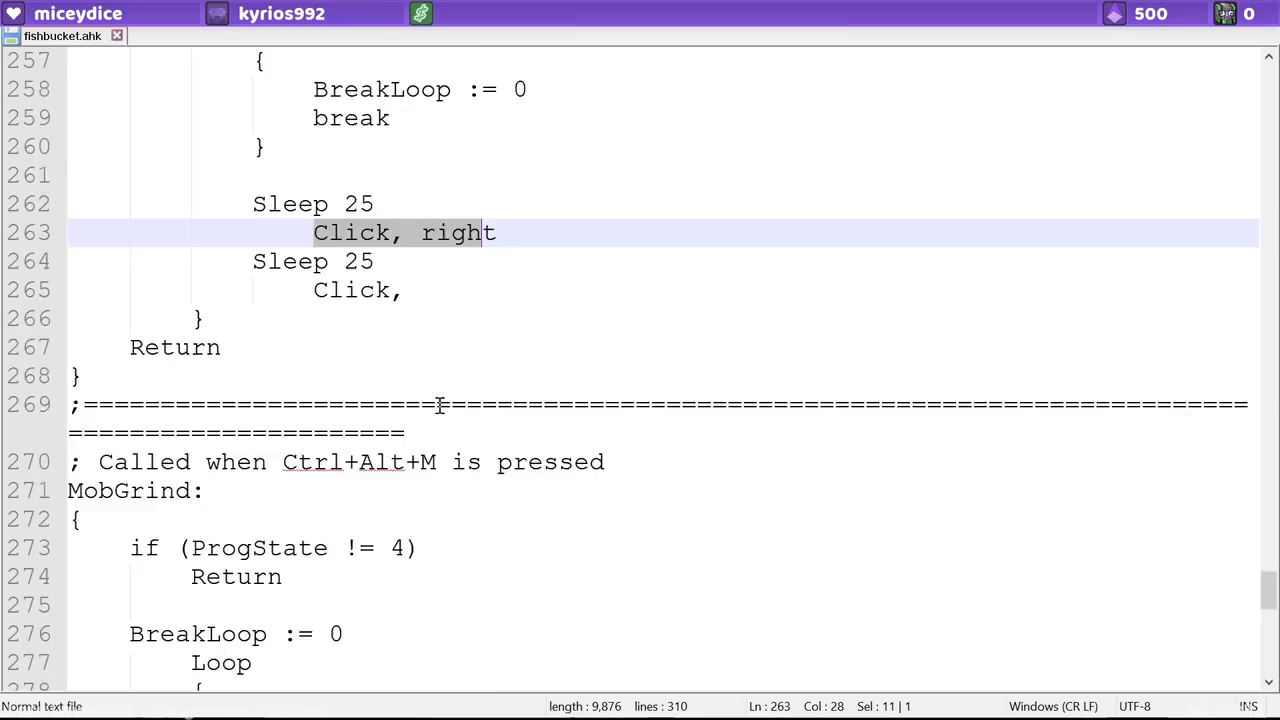 miceydice kyrios992 500 0
fishbucket.ahk
257 {
258 BreakLoop := 0
259 break
260 }
261
262 Sleep 25
263 Click, right
264 Sleep 25
265 Click,
266 }
267 Return
268 }
269 ;============================================================================
======================
270 ; Called when Ctrl+Alt+M is pressed
271 MobGrind:
272 {
273 if (ProgState != 4)
274 Return
275
276 BreakLoop := 0
277 Loop
278 {
Normal text file length : 9,876 lines : 310 Ln : 263 Col : 28 Sel : 11 | 1 Windows (CR LF) UTF-8 INS